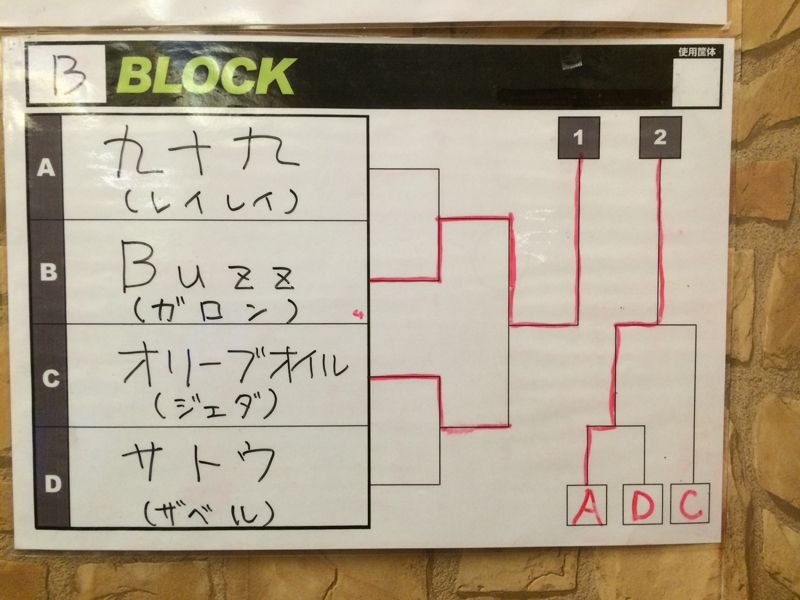 B BLOCK
使用筐体
A 九十九
(レイレイ)
B Buzz
(ガロン)
C オリーブオイル
(ジェダ)
D サトウ
(ザベル)
1 2
A D C